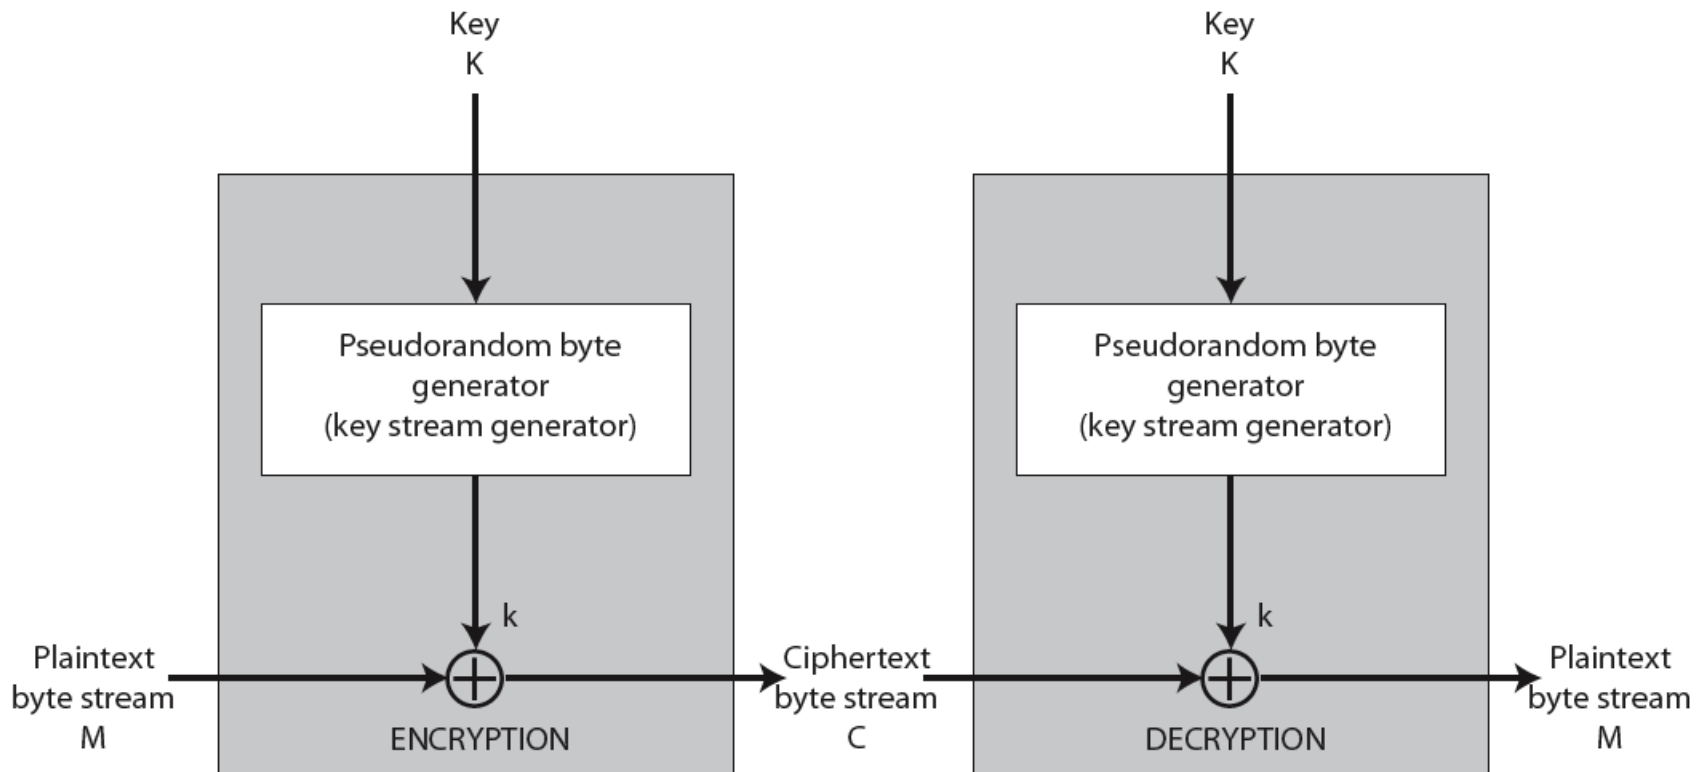 Key
K
Key
K
Pseudorandom byte
generator
(key stream generator)
Pseudorandom byte
generator
(key stream generator)
k
k
Plaintext
byte stream
M
ENCRYPTION
Ciphertext
byte stream
C
DECRYPTION
Plaintext
byte stream
M